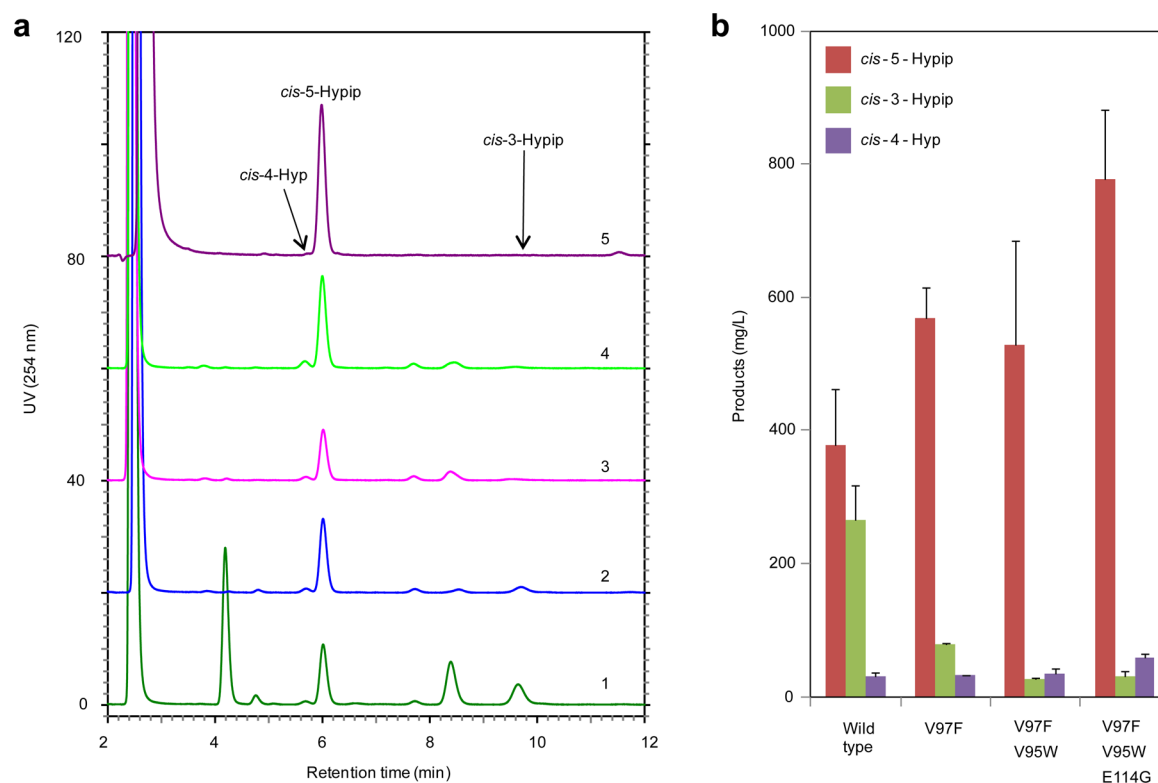 a
120
80
40
0
UV (254 nm)
cis-5-Hypip
cis-4-Hyp
cis-3-Hypip
5
4
3
2
1
2 4 6 8 10 12
Retention time (min)
b
1000
800
600
400
200
0
Products (mg/L)
cis - 5 - Hypip
cis - 3 - Hypip
cis - 4 - Hyp
Wild
type
V97F
V97F
V95W
V97F
V95W
E114G